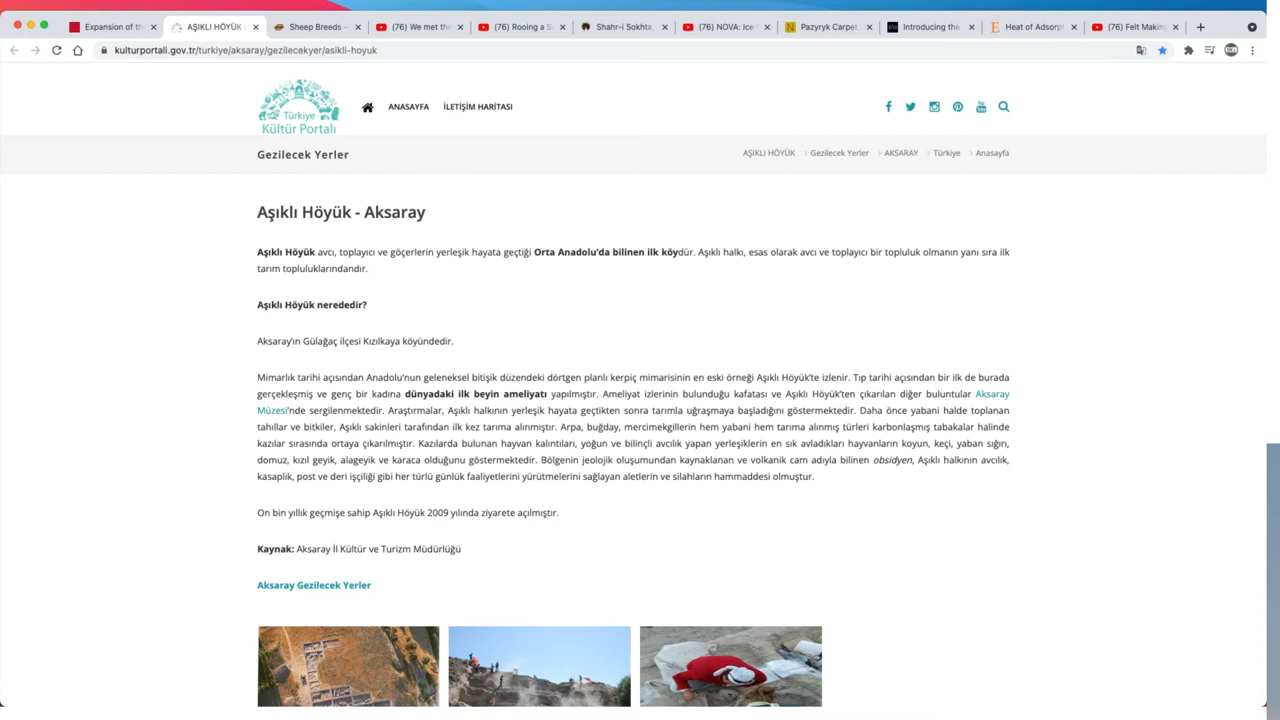 Expansion of th
AŞIKLI HÖYÜK
Sheep Breeds –
(76) We met the
(76) Rooing a S
Shahr-i Sokhta,
(76) NOVA: Ice
Pazyryk Carpet
Introducing the
Heat of Adsorpt
(76) Felt Making
kulturportali.gov.tr/turkiye/aksaray/gezilecekyer/asikli-hoyuk
Türkiye
Kültür Portalı
ANASAYFA İLETİŞİM HARİTASI
Gezilecek Yerler
AŞIKLI HÖYÜK > Gezilecek Yerler > AKSARAY > Türkiye > Anasayfa
Aşıklı Höyük - Aksaray
Aşıklı Höyük avcı, toplayıcı ve göçerlerin yerleşik hayata geçtiği Orta Anadolu’da bilinen ilk köydür. Aşıklı halkı, esas olarak avcı ve toplayıcı bir topluluk olmanın yanı sıra ilk
tarım topluluklarındandır.
Aşıklı Höyük nerededir?
Aksaray’ın Gülağaç ilçesi Kızılkaya köyündedir.
Mimarlık tarihi açısından Anadolu’nun geleneksel bitişik düzendeki dörtgen planlı kerpiç mimarisinin en eski örneği Aşıklı Höyük’te izlenir. Tıp tarihi açısından bir ilk de burada
gerçekleşmiş ve genç bir kadına dünyadaki ilk beyin ameliyatı yapılmıştır. Ameliyat izlerinin bulunduğu kafatası ve Aşıklı Höyük’ten çıkarılan diğer buluntular Aksaray
Müzesi’nde sergilenmektedir. Araştırmalar, Aşıklı halkının yerleşik hayata geçtikten sonra tarımla uğraşmaya başladığını göstermektedir. Daha önce yabani halde toplanan
tahıllar ve bitkiler, Aşıklı sakinleri tarafından ilk kez tarıma alınmıştır. Arpa, buğday, mercimekgillerin hem yabani hem tarıma alınmış türleri karbonlaşmış tabakalar halinde
kazılar sırasında ortaya çıkarılmıştır. Kazılarda bulunan hayvan kalıntıları, yoğun ve bilinçli avcılık yapan yerleşiklerin en sık avladıkları hayvanların koyun, keçi, yaban sığırı,
domuz, kızıl geyik, alageyik ve karaca olduğunu göstermektedir. Bölgenin jeolojik oluşumundan kaynaklanan ve volkanik cam adıyla bilinen obsidyen, Aşıklı halkının avcılık,
kasaplık, post ve deri işçiliği gibi her türlü günlük faaliyetlerini yürütmelerini sağlayan aletlerin ve silahların hammaddesi olmuştur.
On bin yıllık geçmişe sahip Aşıklı Höyük 2009 yılında ziyarete açılmıştır.
Kaynak: Aksaray İl Kültür ve Turizm Müdürlüğü
Aksaray Gezilecek Yerler